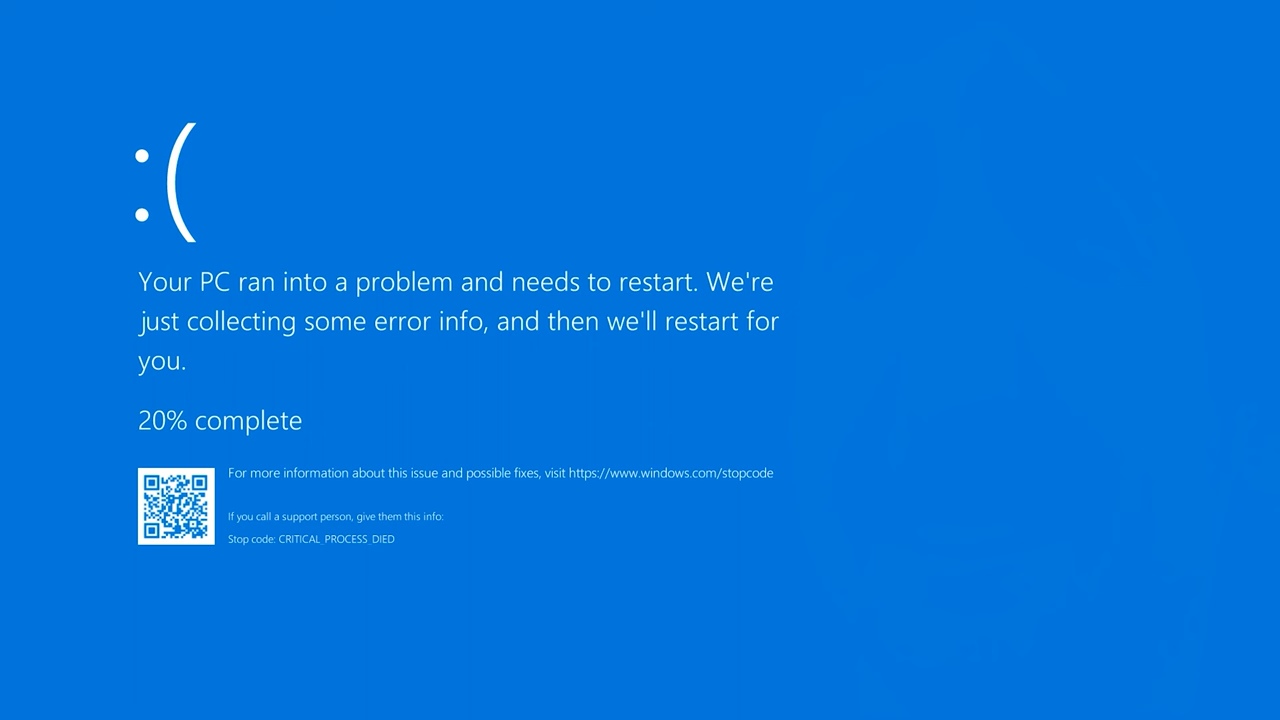 :(
Your PC ran into a problem and needs to restart. We're
just collecting some error info, and then we'll restart for
you.
20% complete
For more information about this issue and possible fixes, visit https://www.windows.com/stopcode
If you call a support person, give them this info:
Stop code: CRITICAL_PROCESS_DIED